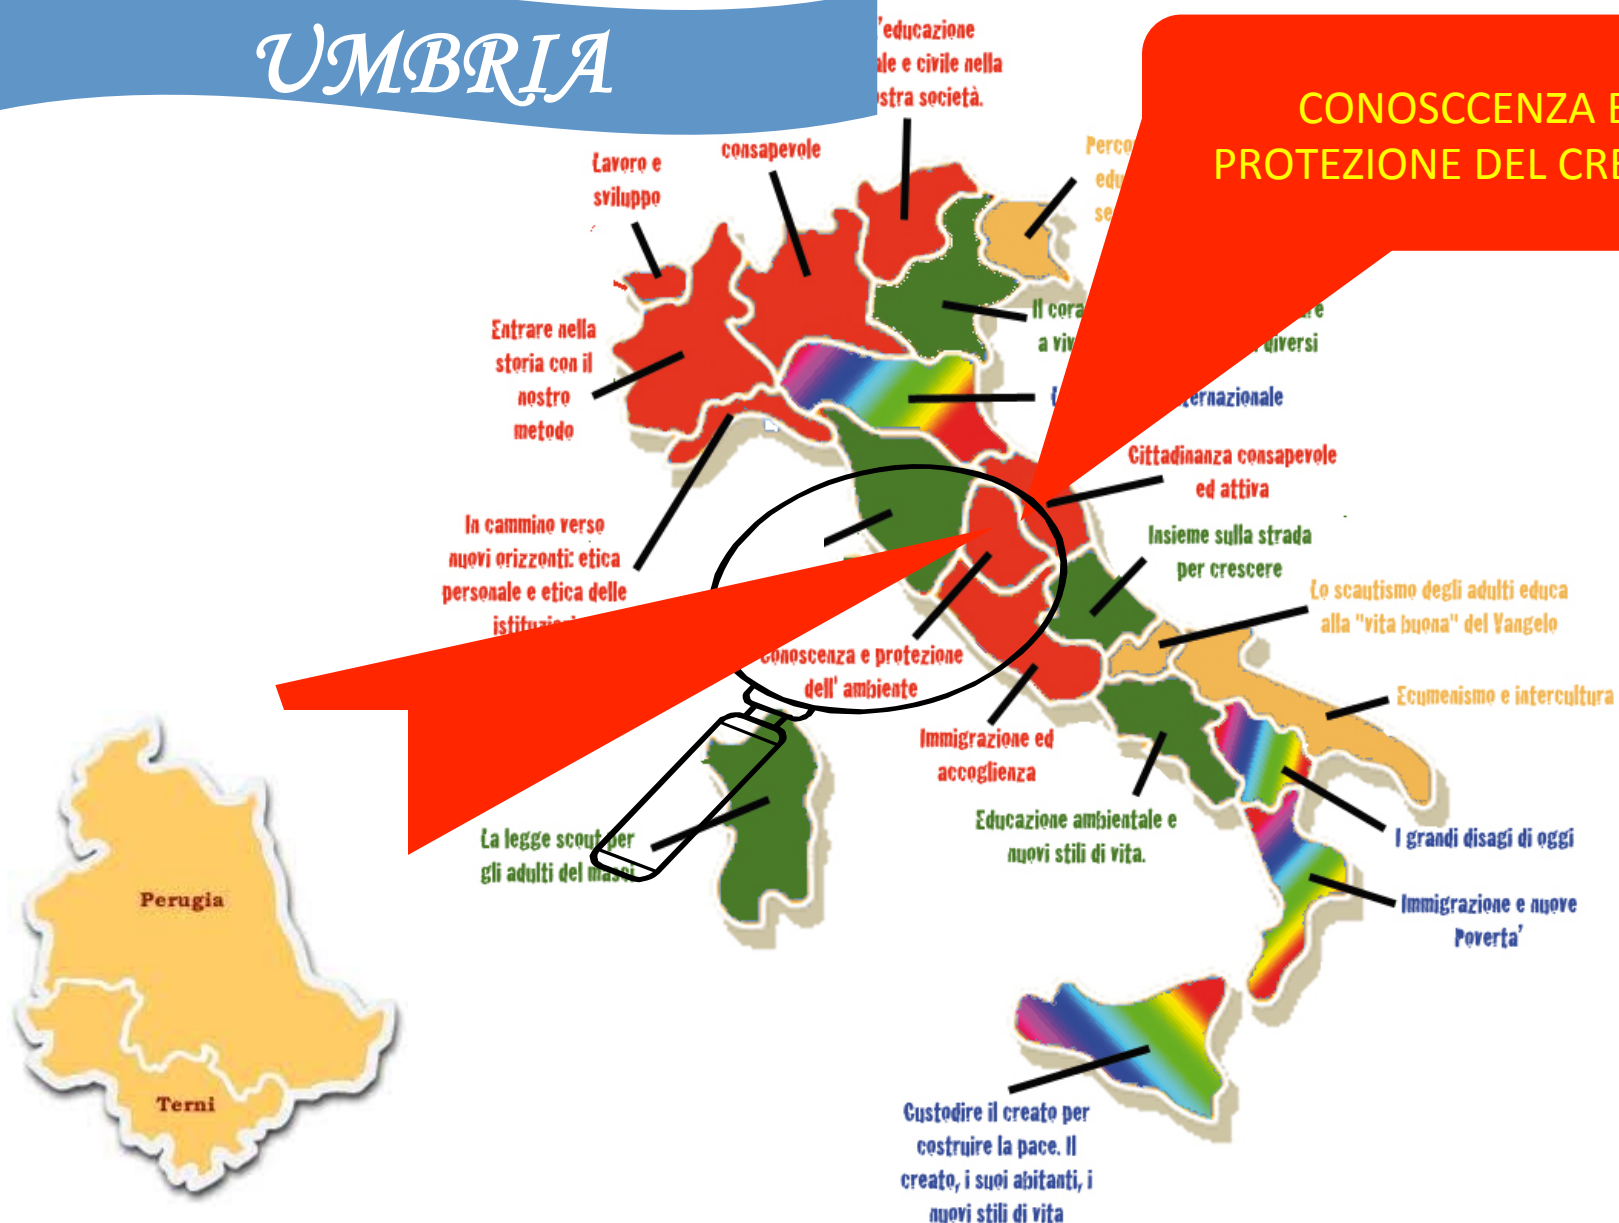 UMBRIA
'educazione
ale e civile nella
ostra società.
CONOSCCENZA E
PROTEZIONE DEL CRE
consapevole
Lavoro e
sviluppo
Entrare nella
storia con il
nostro
metodo
Il
a
diversi
ternazionale
Cittadinanza consapevole
ed attiva
In cammino verso
nuovi orizzonti: etica
personale e etica delle
Insieme sulla strada
per crescere
Lo scautismo degli adulti educa
alla "vita buona" del Vangelo
conoscenza e protezione
dell' ambiente
Ecumenismo e intercultura
Immigrazione ed
accoglienza
La legge scout per
gli adulti del masci
Educazione ambientale e
nuovi stili di vita.
I grandi disagi di oggi
Immigrazione e nuove
Poverta'
Perugia
Terni
Custodire il creato per
costruire la pace. Il
creato, i suoi abitanti, i
nuovi stili di vita